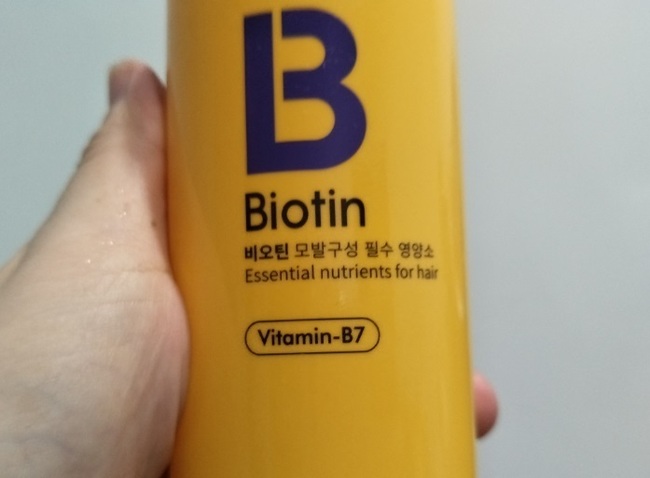 B
Biotin
비오틴 모발구성 필수 영양소
Essential nutrients for hair
Vitamin-B7